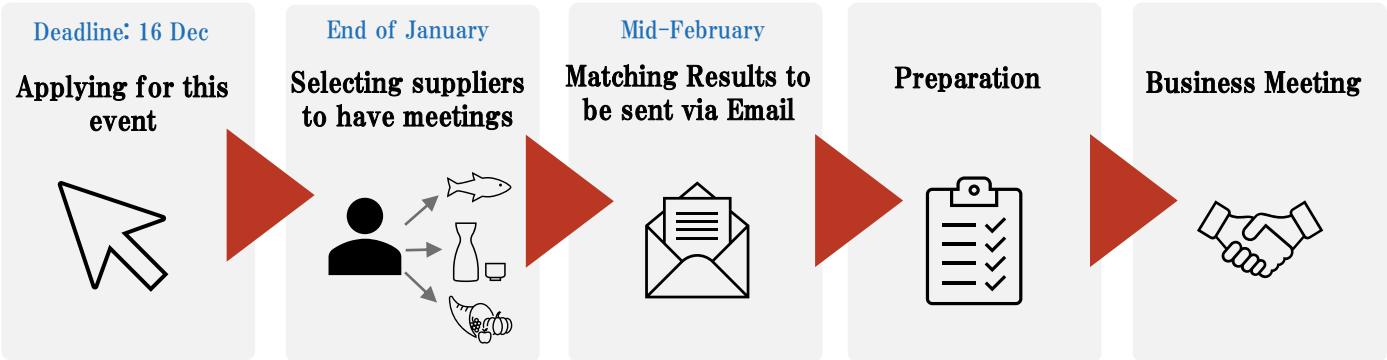 Deadline: 16 Dec
Applying for this
event
End of January
Selecting suppliers
to have meetings
Mid-February
Matching Results to
be sent via Email
Preparation
Business Meeting